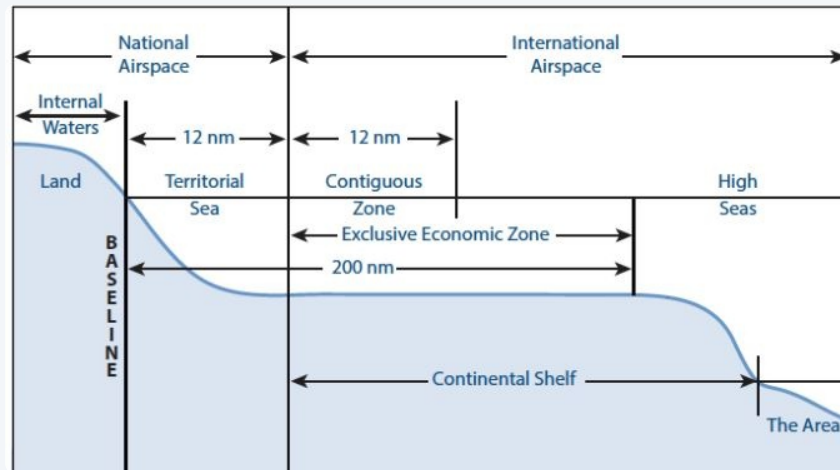 National
Airspace
International
Airspace
Internal
Waters
12 nm
12 nm
Land
Territorial
Sea
Contiguous
Zone
High
Seas
Exclusive Economic Zone
200 nm
BASELINE
Continental Shelf
The Area